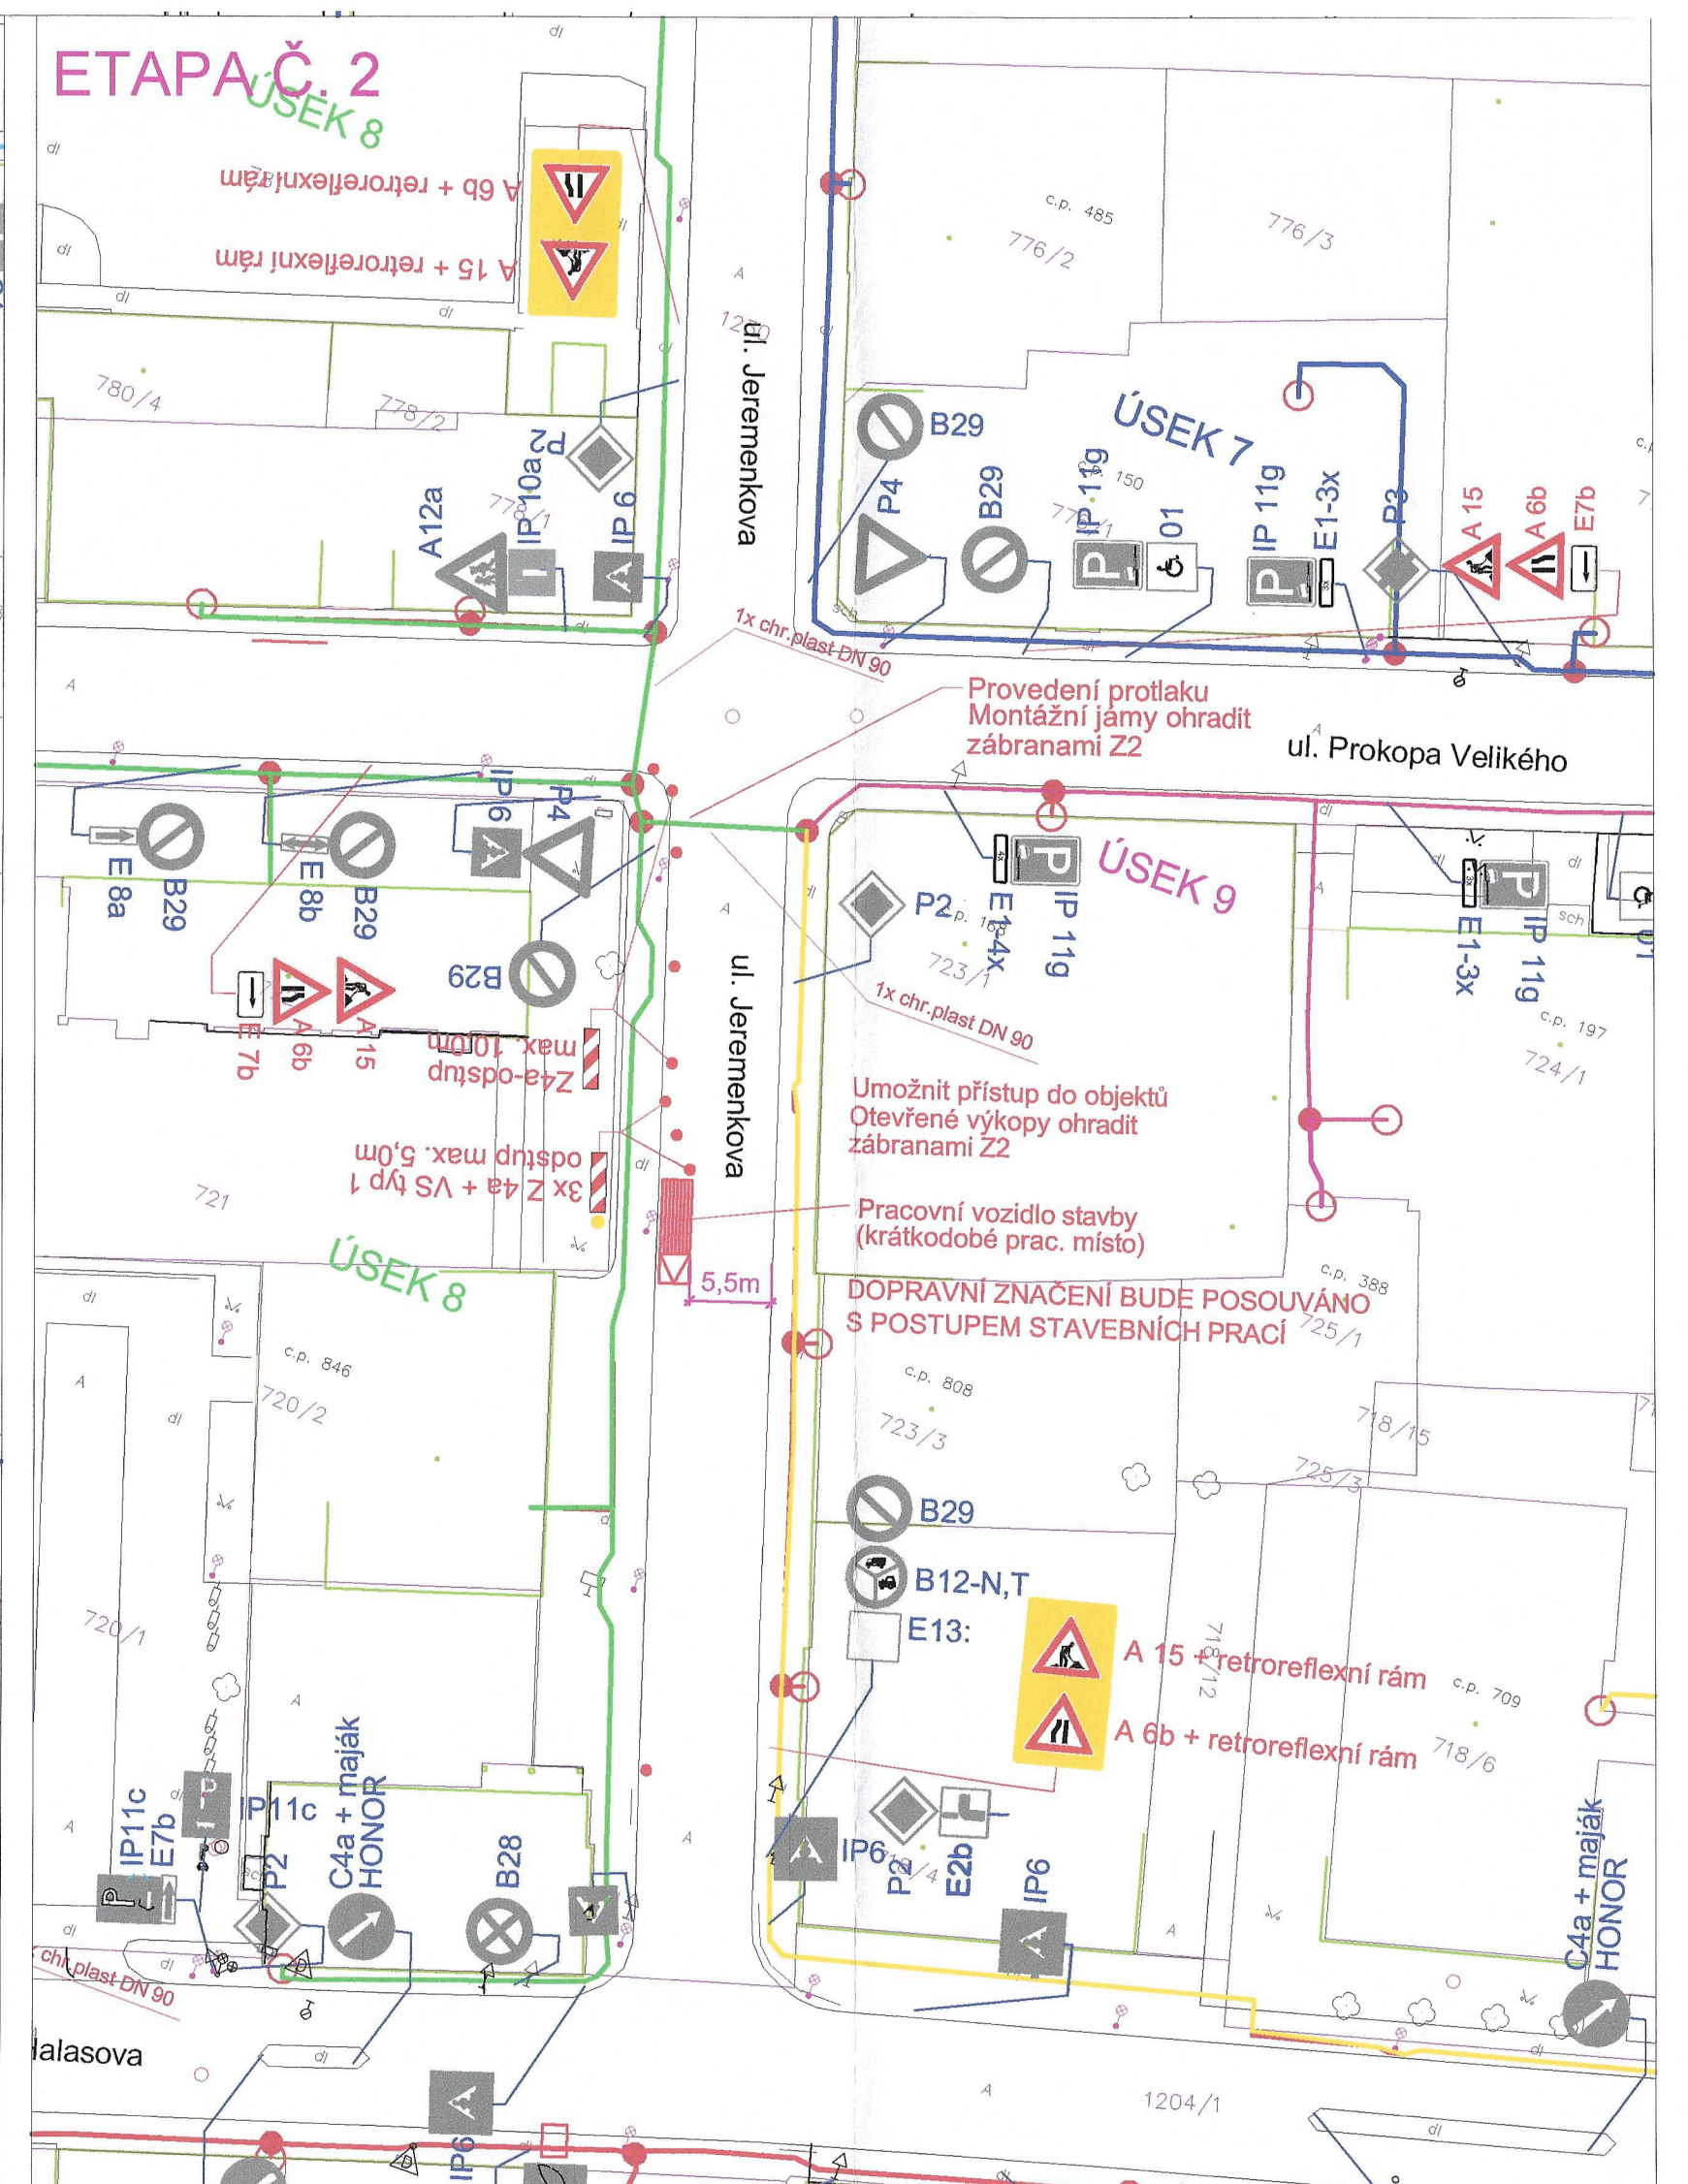 ETAPA Č. 2
ÚSEK 8
A 6b + retroreflexní rám
A 15 + retroreflexní rám
780/4
778/2
778/1
P2
A12a
IP 10a
IP 9
ul. Jeremenkova
c.p. 485
776/2
776/3
ÚSEK 7
B29
P4
B29
IP 11g
c.p. 150
01
IP 11g
E1-3x
P3
A 15
A 6b
E7b
1x chr.plast DN 90
Provedení protlaku
Montážní jámy ohradit
zábranami Z2
ul. Prokopa Velikého
E 8a
B29
E 8b
B29
IP 6
P4
B29
E 7b
A 6b
A 15
Z4a-odstup
max. 10,0m
3x Z 4a + VS typ 1
odstup max. 5,0m
721
ÚSEK 8
ul. Jeremenkova
P2
E1-4x
IP 11g
723/1
ÚSEK 9
E1-3x
IP 11g
sch
c.p. 197
724/1
1x chr.plast DN 90
Umožnit přístup do objektů
Otevřené výkopy ohradit
zábranami Z2
Pracovní vozidlo stavby
(krátkodobé prac. místo)
5,5m
DOPRAVNÍ ZNAČENÍ BUDE POSOUVÁNO
S POSTUPEM STAVEBNÍCH PRACÍ
c.p. 388
725/1
c.p. 846
720/2
c.p. 808
723/3
718/15
725/3
720/1
B29
B12-N,T
E13:
718/12
A 15 + retroreflexní rám
A 6b + retroreflexní rám
c.p. 709
718/6
IP11c
E7b
IP11c
P2
C4a + maják
HONOR
B28
IP6
P2
E2b
IP6
C4a + maják
HONOR
chr.plast DN 90
alasova
1204/1
IP6